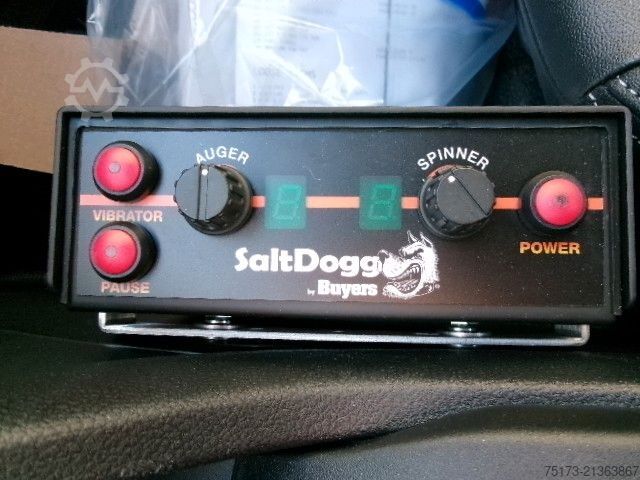 AUGER
SPINNER
VIBRATOR
POWER
PAUSE
SaltDogg
by Buyers
75173-21363867